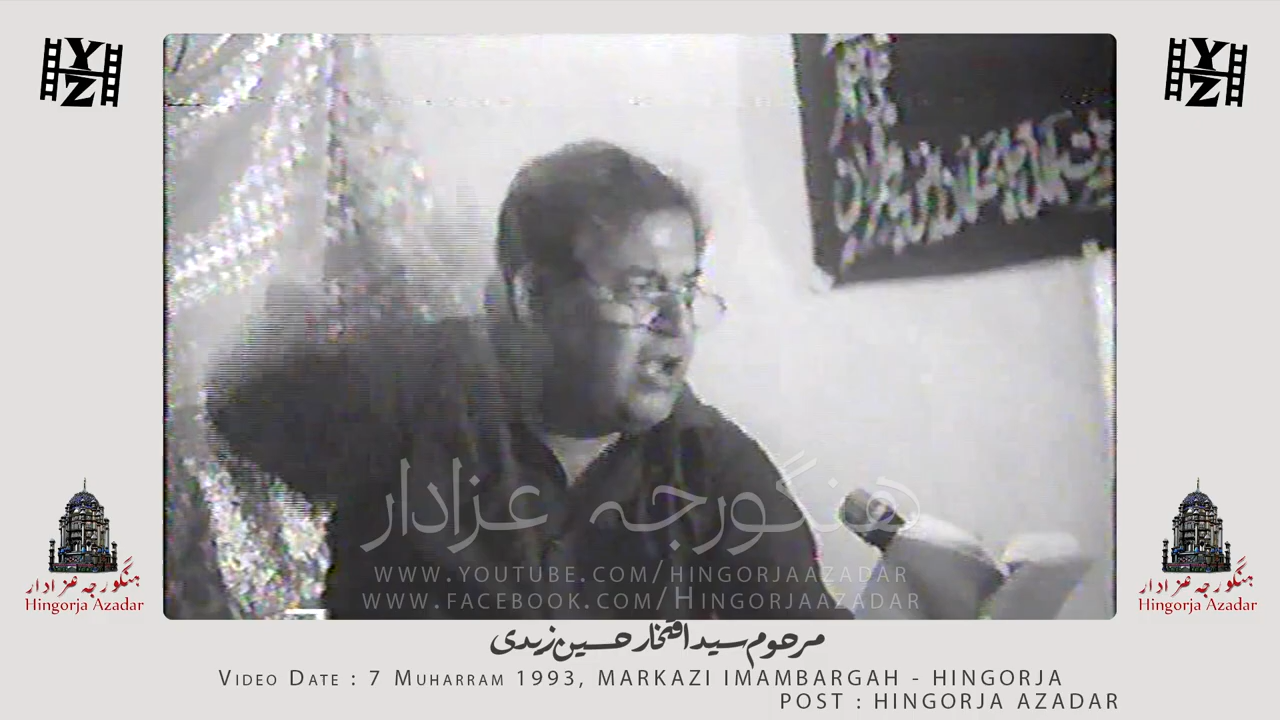 YZ
YZ
ہنگورجہ عزادار
WWW.YOUTUBE.COM/HINGORJAAZADAR
WWW.FACEBOOK.COM/HINGORJAAZADAR
ہنگورجہ عزادار
Hingorja Azadar
ہنگورجہ عزادار
Hingorja Azadar
مرحوم سید افتخار حسین زیدی
Video Date : 7 Muharram 1993, MARKAZI IMAMBARGAH - HINGORJA
POST : HINGORJA AZADAR